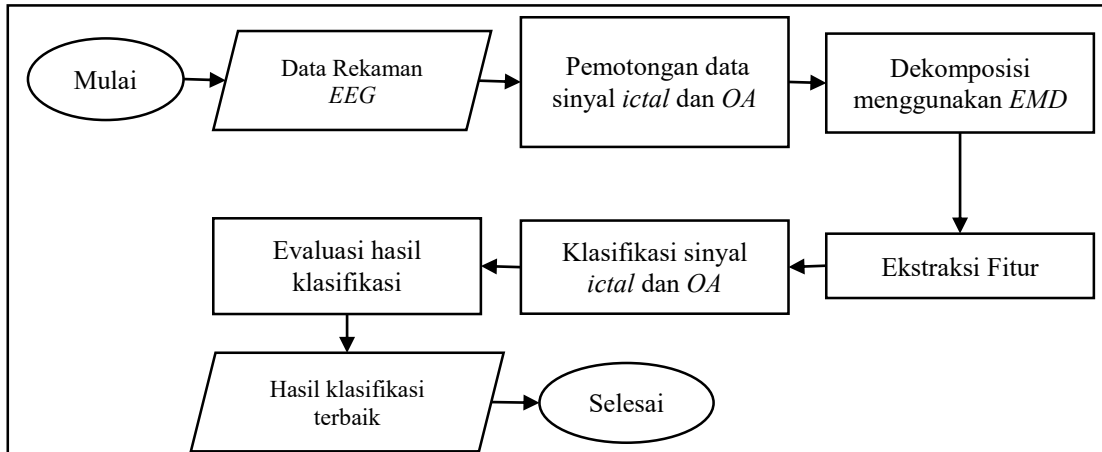 Mulai
Data Rekaman
EEG
Pemotongan data
sinyal ictal dan OA
Dekomposisi
menggunakan EMD
Ekstraksi Fitur
Klasifikasi sinyal
ictal dan OA
Evaluasi hasil
klasifikasi
Hasil klasifikasi
terbaik
Selesai